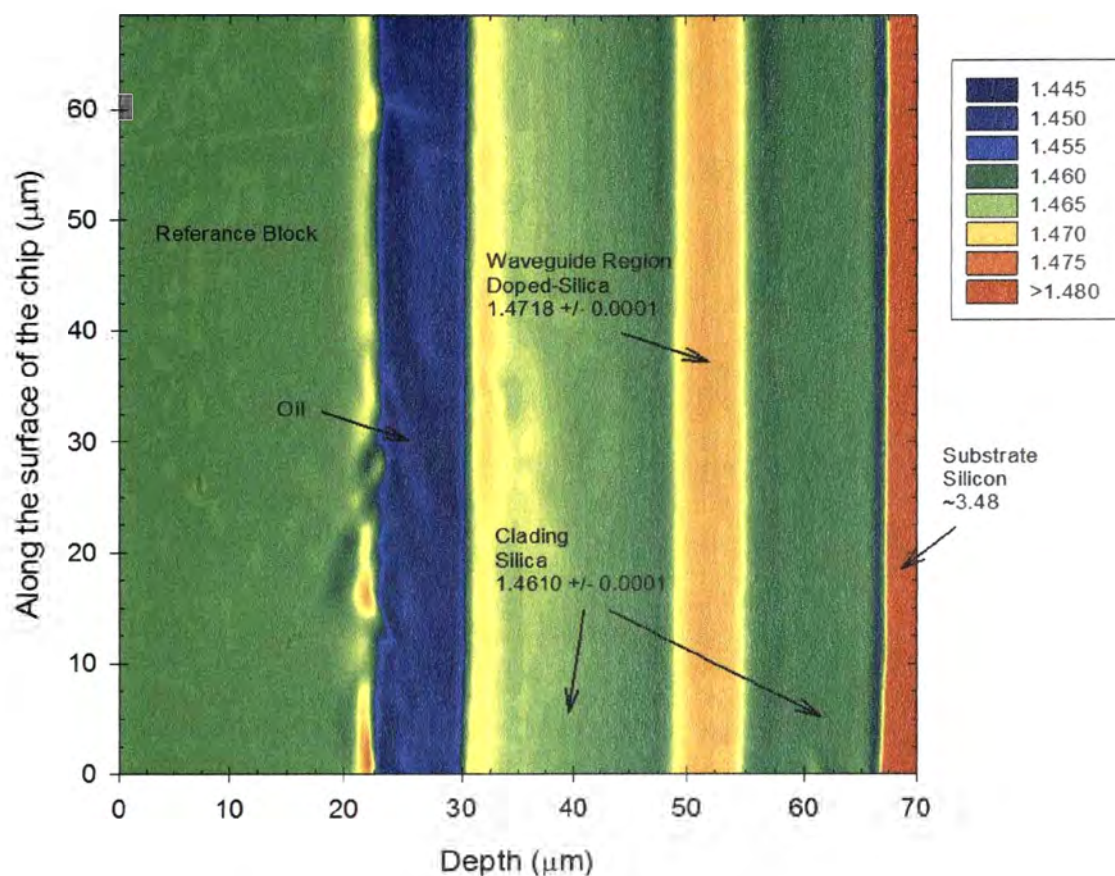 Along the surface of the chip (μm)
60
50
40
30
20
10
0
0
10
20
30
40
50
60
70
Depth (μm)
Referance Block
Oil
Waveguide Region
Doped-Silica
1.4718 +/- 0.0001
Clading
Silica
1.4610 +/- 0.0001
Substrate
Silicon
~3.48
1.445
1.450
1.455
1.460
1.465
1.470
1.475
>1.480